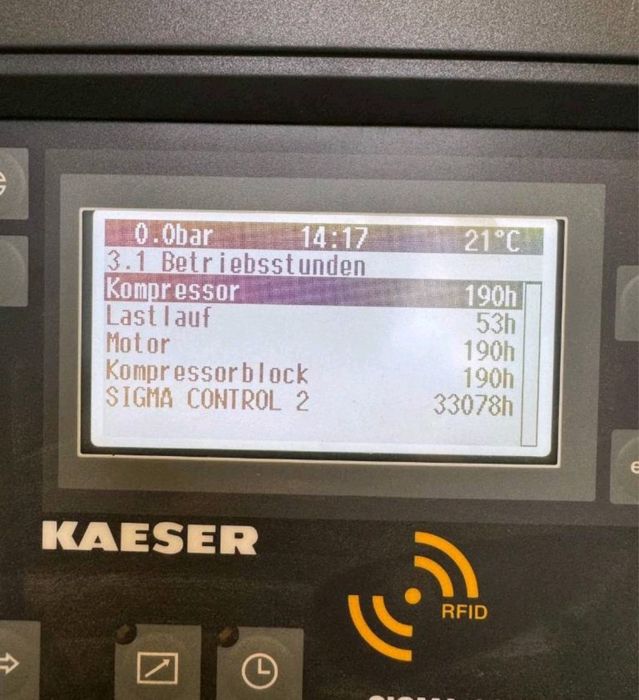 0.0bar 14:17 21°C
3.1 Betriebsstunden
Kompressor 190h
Lastlauf 53h
Motor 190h
Kompressorblock 190h
SIGMA CONTROL 2 33078h
KAESER
RFID